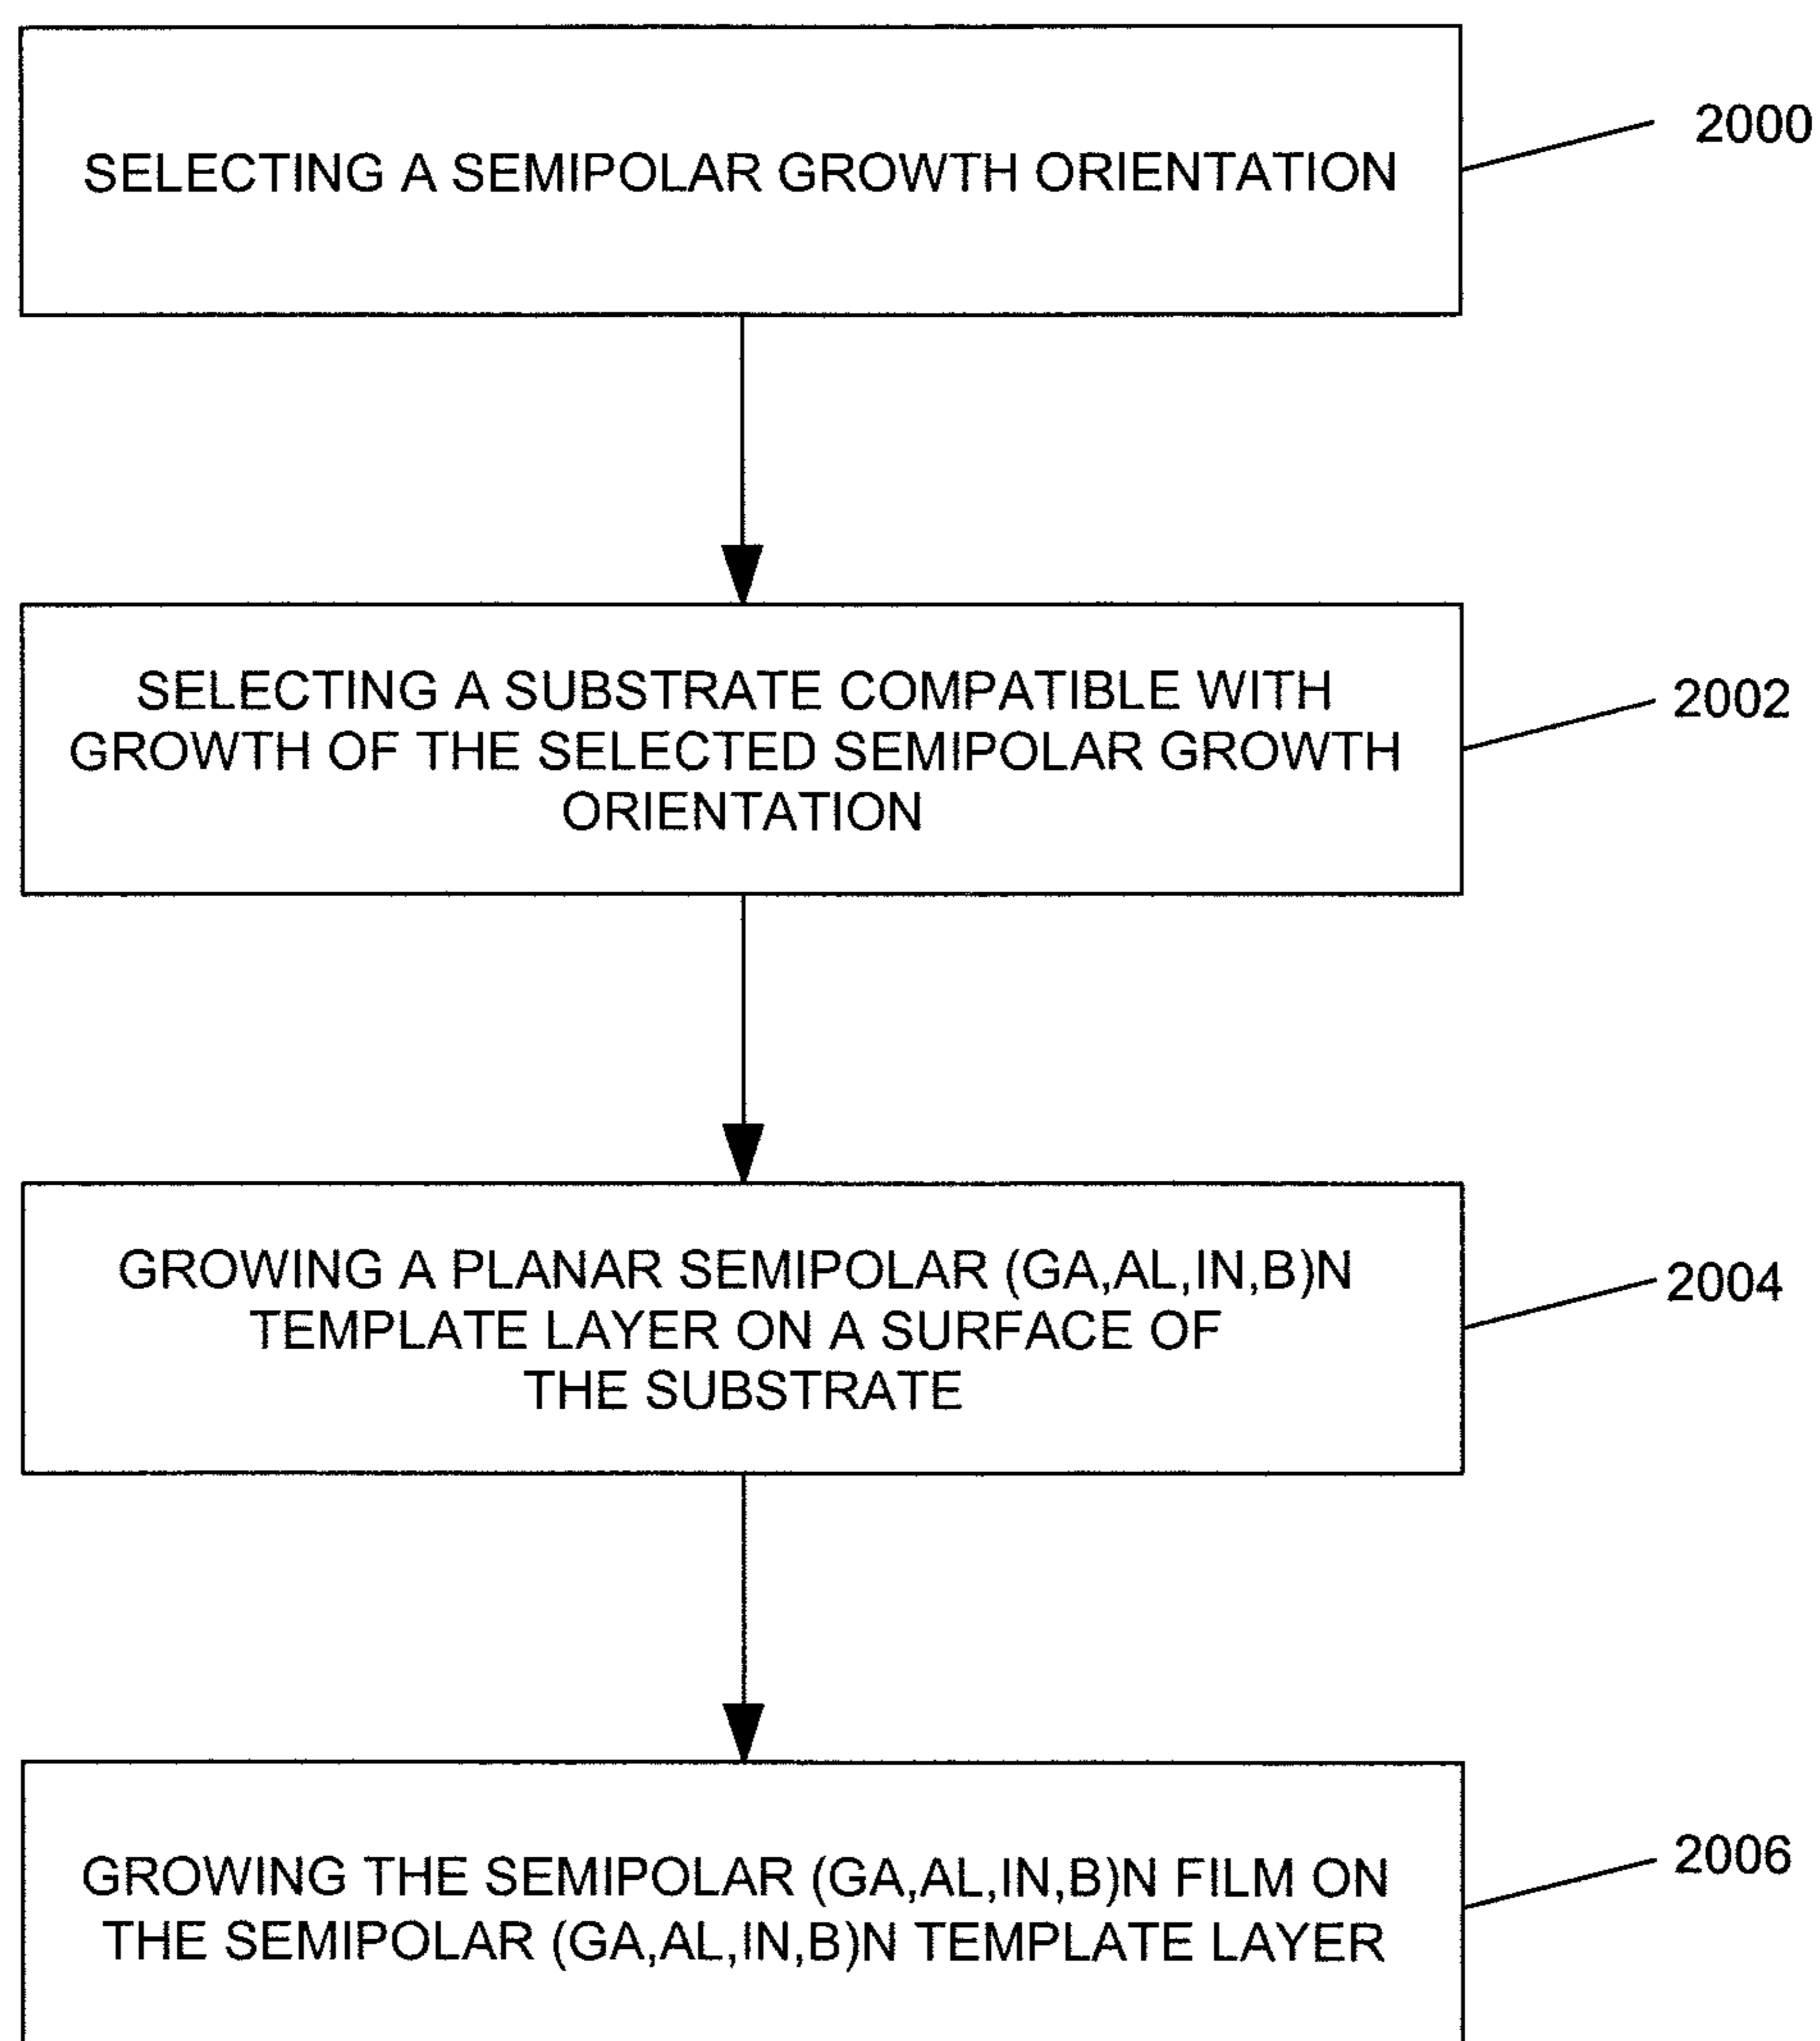 2000
SELECTING A SEMIPOLAR GROWTH ORIENTATION
SELECTING A SUBSTRATE COMPATIBLE WITH
GROWTH OF THE SELECTED SEMIPOLAR GROWTH
ORIENTATION
2002
GROWING A PLANAR SEMIPOLAR (GA,AL,IN,B)N
TEMPLATE LAYER ON A SURFACE OF
THE SUBSTRATE
2004
GROWING THE SEMIPOLAR (GA,AL,IN,B)N FILM ON
THE SEMIPOLAR (GA,AL,IN,B)N TEMPLATE LAYER
2006